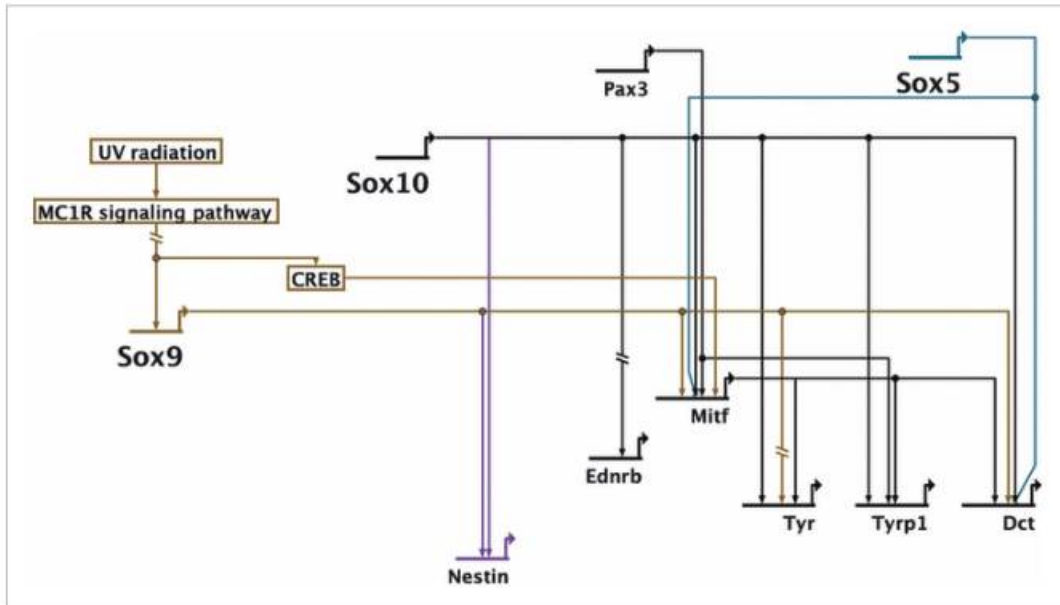 Sox5
Pax3
UV radiation
Sox10
MC1R signaling pathway
CREB
Sox9
Mitf
Ednrb
Tyr
Tyrp1
Dct
Nestin